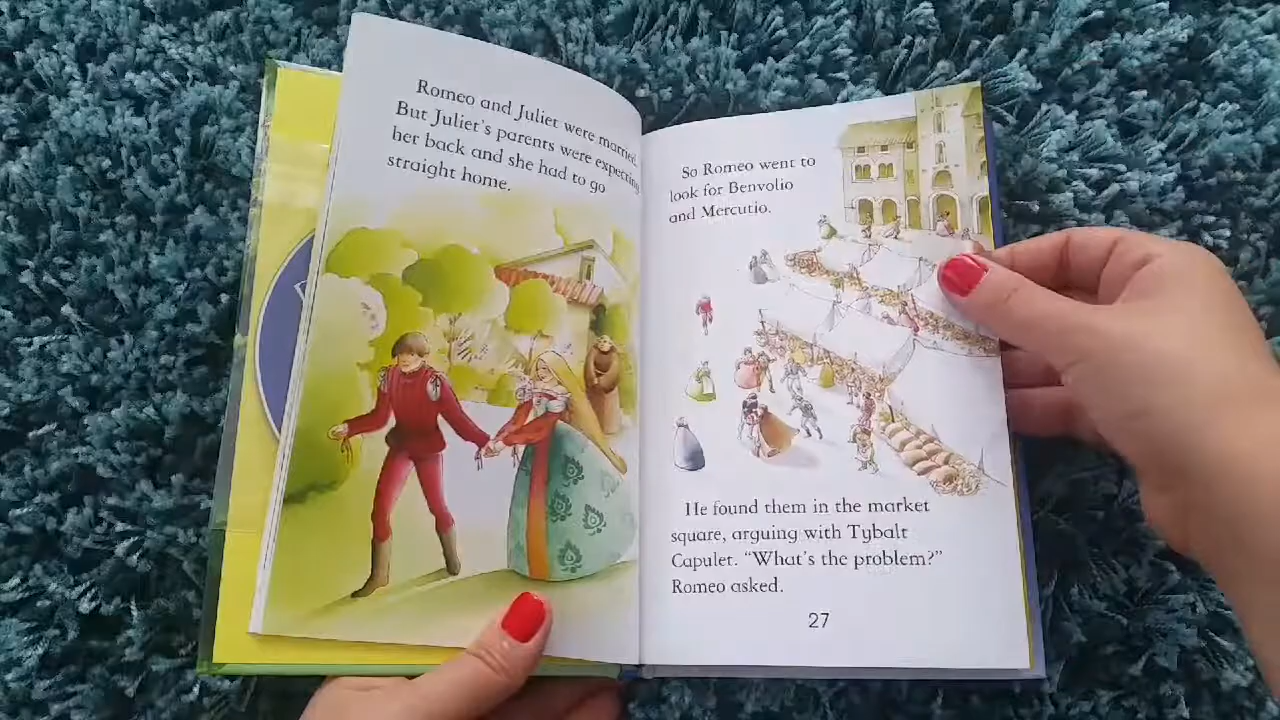 Romeo and Juliet were married.
But Juliet's parents were expecting
her back and she had to go
straight home.
So Romeo went to
look for Benvolio
and Mercutio.
He found them in the market
square, arguing with Tybalt
Capulet. "What's the problem?"
Romeo asked.
27